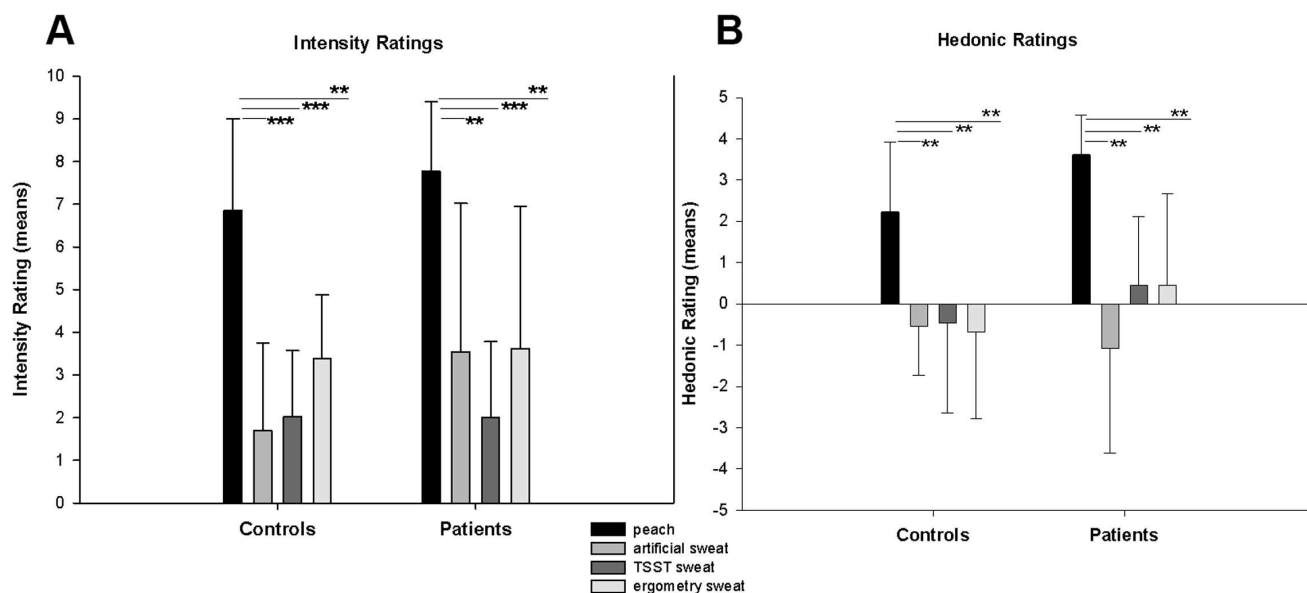 A
Intensity Ratings
Intensity Rating (means)
10
9
8
7
6
5
4
3
2
1
0
**
***
***
**
***
**
Controls
Patients
peach
artificial sweat
TSST sweat
ergometry sweat
B
Hedonic Ratings
Hedonic Rating (means)
5
4
3
2
1
0
-1
-2
-3
-4
-5
**
**
**
**
**
**
Controls
Patients